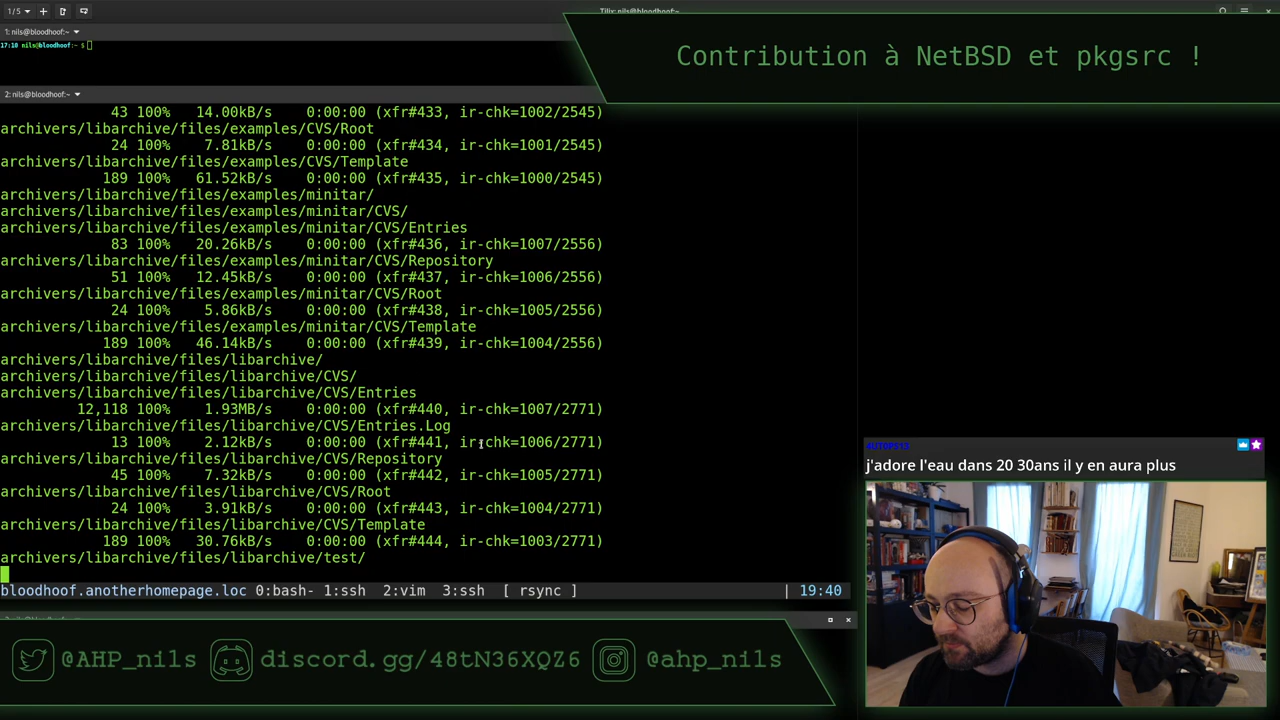 1/5
Tilix: nils@bloodhoof:~
1: nils@bloodhoof:~
17:18 nils@bloodhoof:~ $
Contribution à NetBSD et pkgsrc !
2: nils@bloodhoof:~
43 100% 14.00kB/s 0:00:00 (xfr#433, ir-chk=1002/2545)
archivers/libarchive/files/examples/CVS/Root
24 100% 7.81kB/s 0:00:00 (xfr#434, ir-chk=1001/2545)
archivers/libarchive/files/examples/CVS/Template
189 100% 61.52kB/s 0:00:00 (xfr#435, ir-chk=1000/2545)
archivers/libarchive/files/examples/minitar/
archivers/libarchive/files/examples/minitar/CVS/
archivers/libarchive/files/examples/minitar/CVS/Entries
83 100% 20.26kB/s 0:00:00 (xfr#436, ir-chk=1007/2556)
archivers/libarchive/files/examples/minitar/CVS/Repository
51 100% 12.45kB/s 0:00:00 (xfr#437, ir-chk=1006/2556)
archivers/libarchive/files/examples/minitar/CVS/Root
24 100% 5.86kB/s 0:00:00 (xfr#438, ir-chk=1005/2556)
archivers/libarchive/files/examples/minitar/CVS/Template
189 100% 46.14kB/s 0:00:00 (xfr#439, ir-chk=1004/2556)
archivers/libarchive/files/libarchive/
archivers/libarchive/files/libarchive/CVS/
archivers/libarchive/files/libarchive/CVS/Entries
12,118 100% 1.93MB/s 0:00:00 (xfr#440, ir-chk=1007/2771)
archivers/libarchive/files/libarchive/CVS/Entries.Log
13 100% 2.12kB/s 0:00:00 (xfr#441, ir-chk=1006/2771)
archivers/libarchive/files/libarchive/CVS/Repository
45 100% 7.32kB/s 0:00:00 (xfr#442, ir-chk=1005/2771)
archivers/libarchive/files/libarchive/CVS/Root
24 100% 3.91kB/s 0:00:00 (xfr#443, ir-chk=1004/2771)
archivers/libarchive/files/libarchive/CVS/Template
189 100% 30.76kB/s 0:00:00 (xfr#444, ir-chk=1003/2771)
archivers/libarchive/files/libarchive/test/
bloodhoof.anotherhomepage.loc 0:bash- 1:ssh 2:vim 3:ssh [ rsync ] | 19:40
j'adore l'eau dans 20 30ans il y en aura plus
@AHP_nils discord.gg/48tN36XQZ6 @ahp_nils